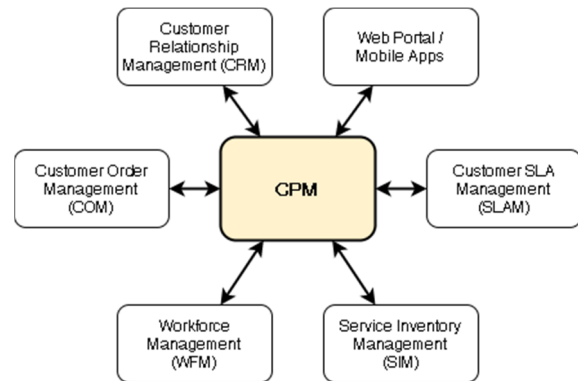 Customer
Relationship
Management (CRM)
Web Portal /
Mobile Apps
Customer Order
Management
(COM)
CPM
Customer SLA
Management
(SLAM)
Workforce
Management
(WFM)
Service Inventory
Management
(SIM)